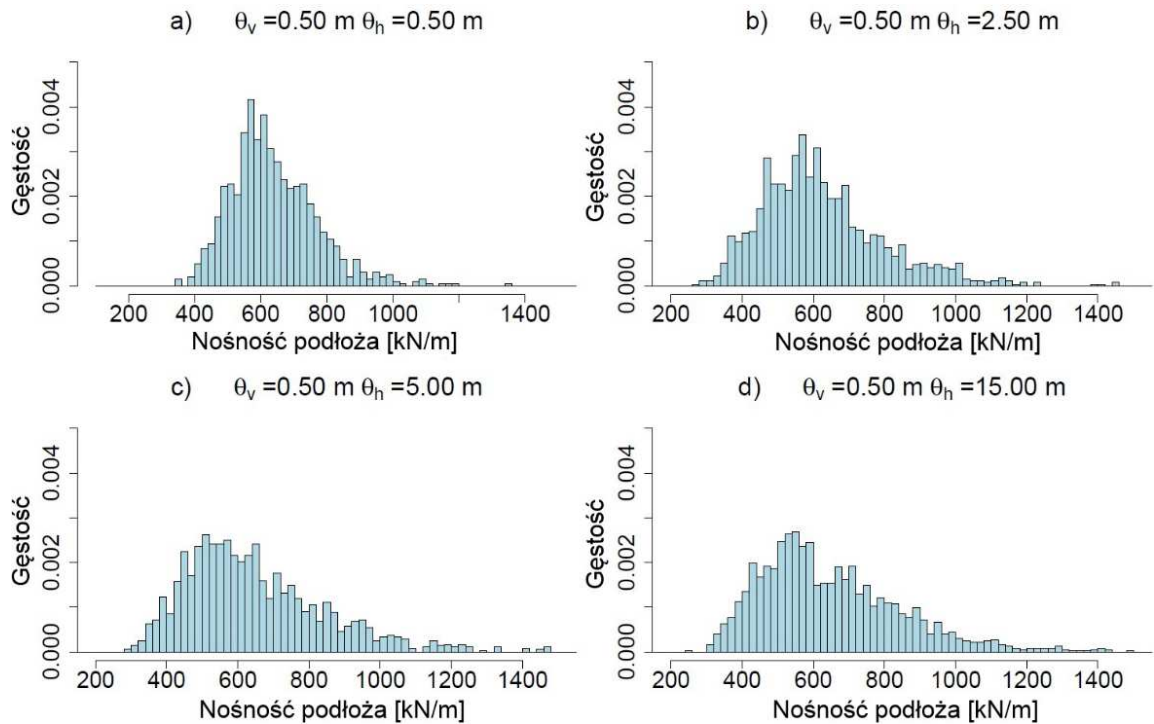 a) θv =0.50 m θh =0.50 m
Gęstość
0.000 0.002 0.004
200 400 600 800 1000 1400
Nośność podłoża [kN/m]
b) θv =0.50 m θh =2.50 m
Gęstość
0.000 0.002 0.004
200 400 600 800 1000 1200 1400
Nośność podłoża [kN/m]
c) θv =0.50 m θh =5.00 m
Gęstość
0.000 0.002 0.004
200 400 600 800 1000 1200 1400
Nośność podłoża [kN/m]
d) θv =0.50 m θh =15.00 m
Gęstość
0.000 0.002 0.004
200 400 600 800 1000 1200 1400
Nośność podłoża [kN/m]